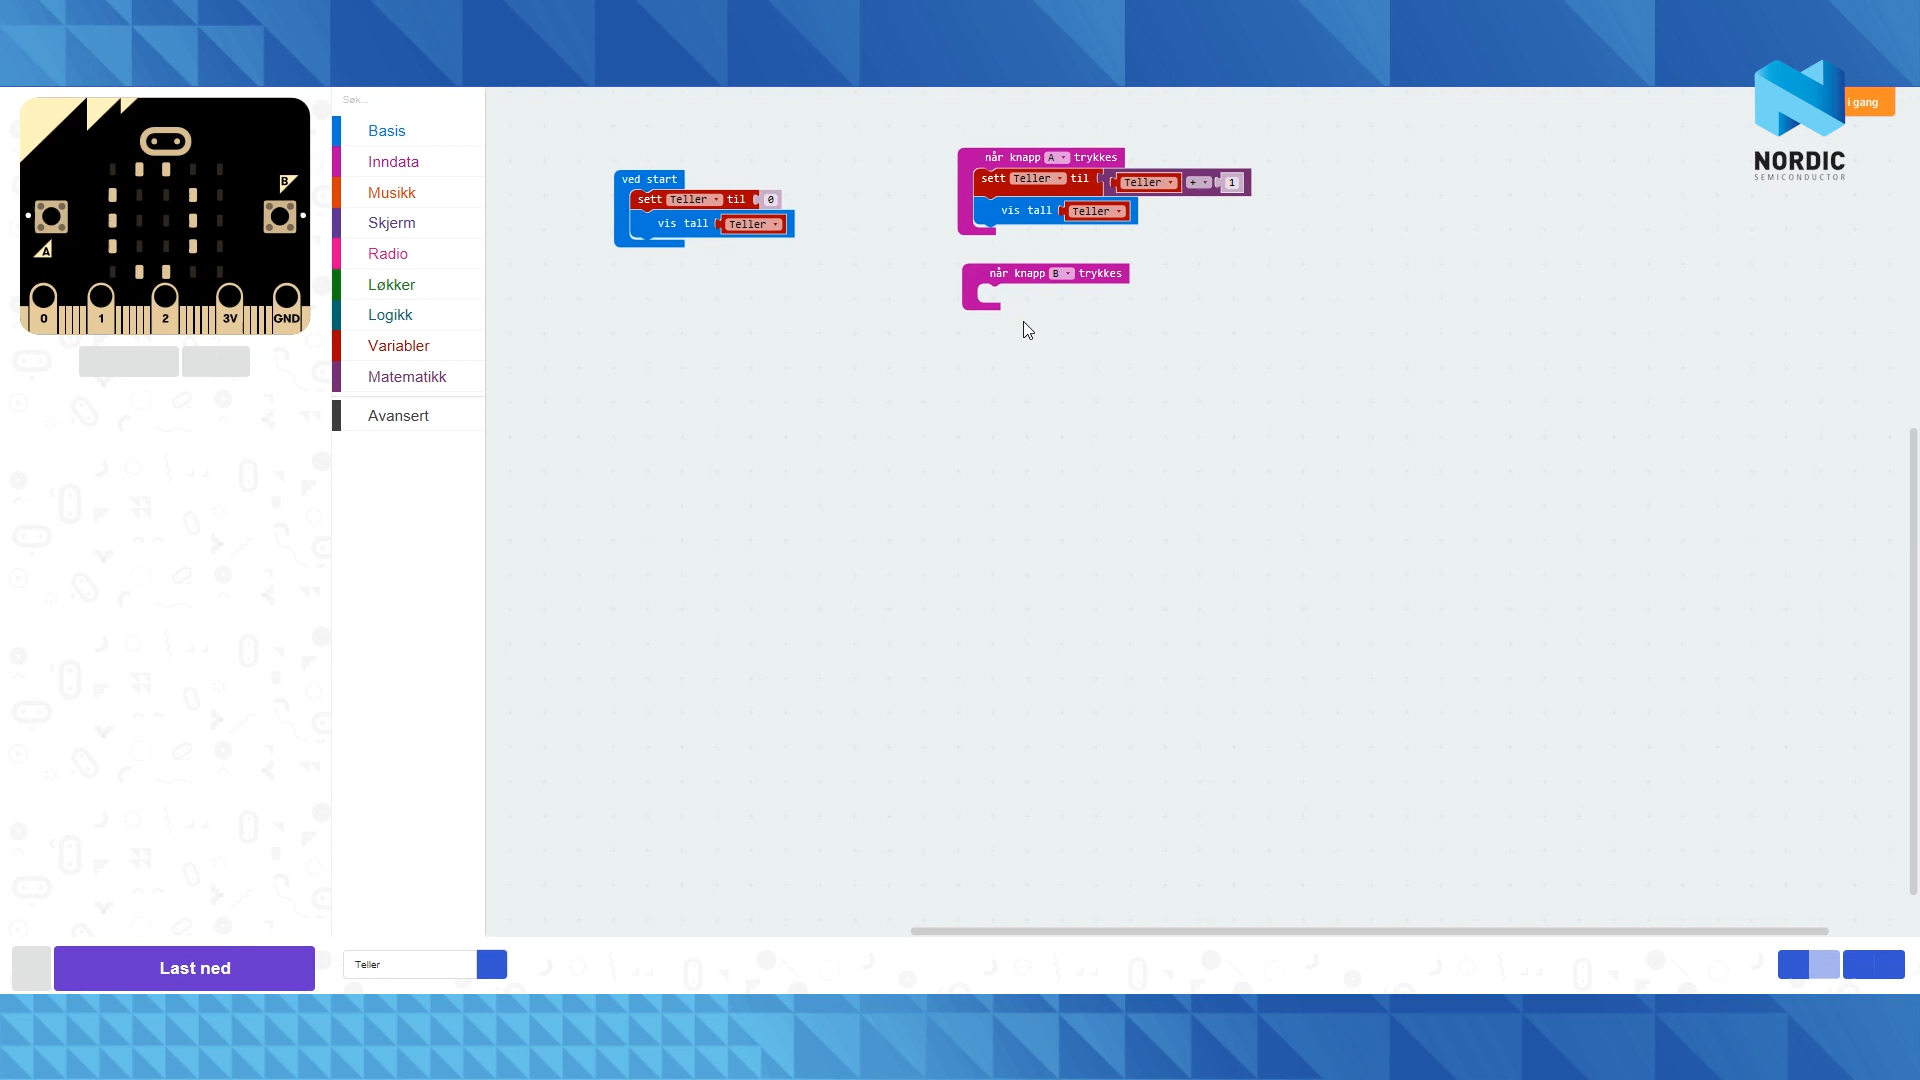 i gang
NORDIC
SEMICONDUCTOR
Søk...
Basis
Inndata
Musikk
Skjerm
Radio
Løkker
Logikk
Variabler
Matematikk
Avansert
B
A
0 1 2 3V GND
ved start
sett Teller til 0
vis tall Teller
når knapp A trykkes
sett Teller til Teller + 1
vis tall Teller
når knapp B trykkes
Last ned
Teller